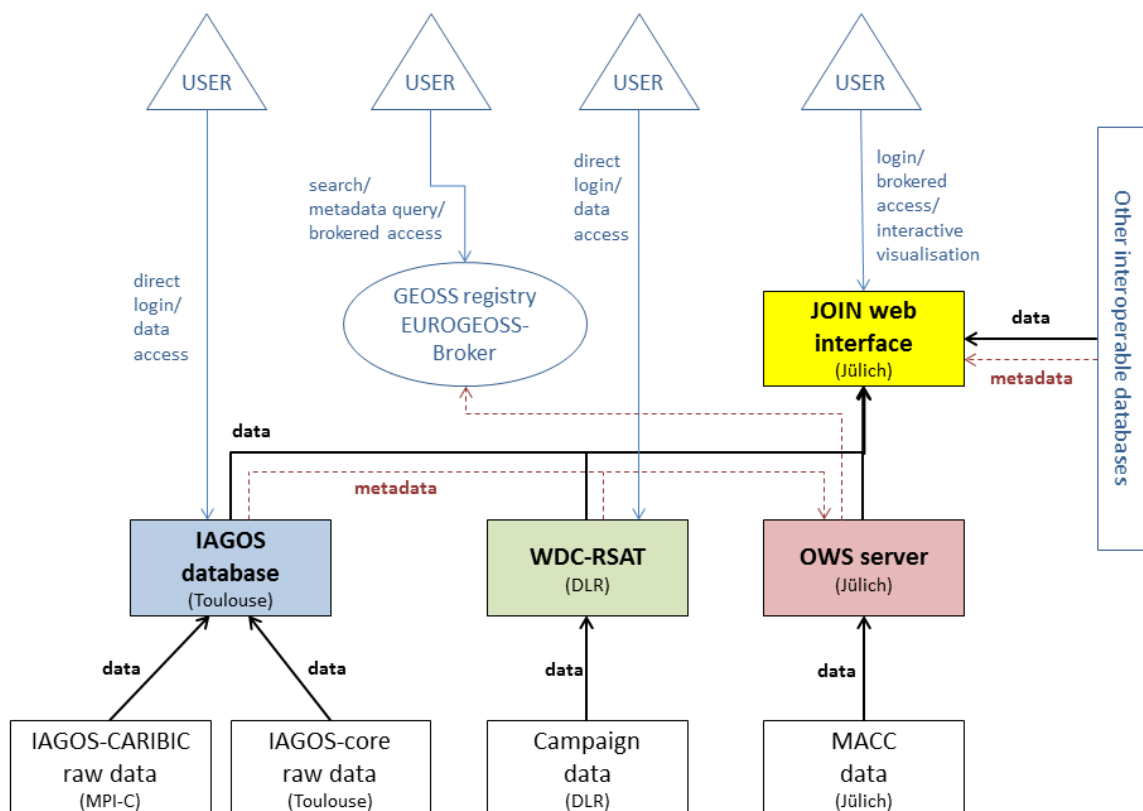 USER
USER
USER
USER
direct
login/
data
access
search/
metadata query/
brokered access
direct
login/
data
access
login/
brokered
access/
interactive
visualisation
Other interoperable databases
GEOSS registry
EUROGEOSS-
Broker
JOIN web
interface
(Jülich)
data
metadata
data
metadata
IAGOS
database
(Toulouse)
WDC-RSAT
(DLR)
OWS server
(Jülich)
data
data
data
data
IAGOS-CARIBIC
raw data
(MPI-C)
IAGOS-core
raw data
(Toulouse)
Campaign
data
(DLR)
MACC
data
(Jülich)